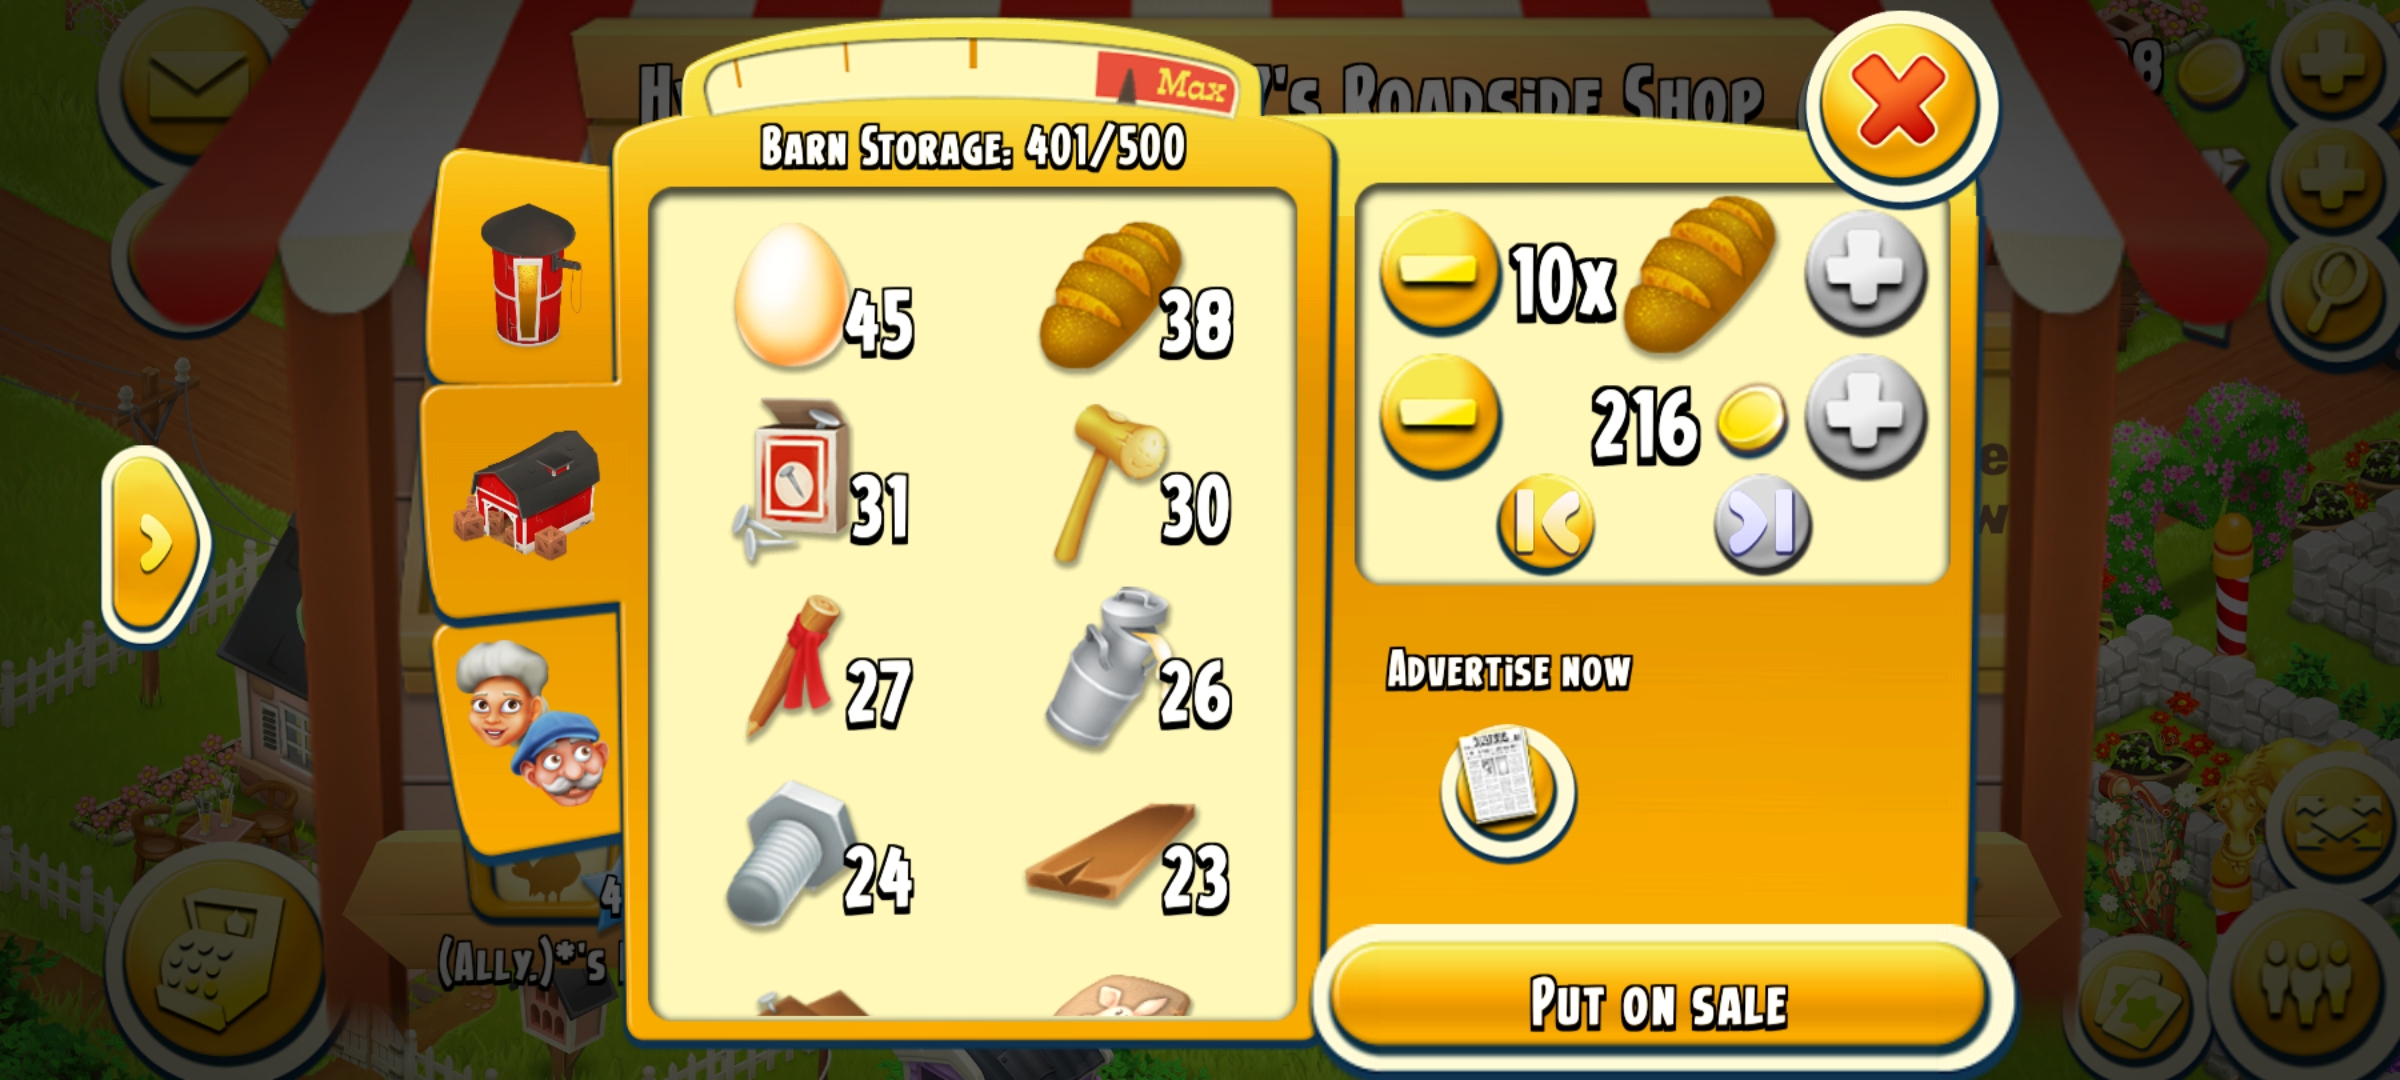 's Roadside Shop
Max
Barn Storage: 401/500
45
38
10x
216
31
30
27
26
Advertise now
24
23
(Ally.)*'s
Put on sale